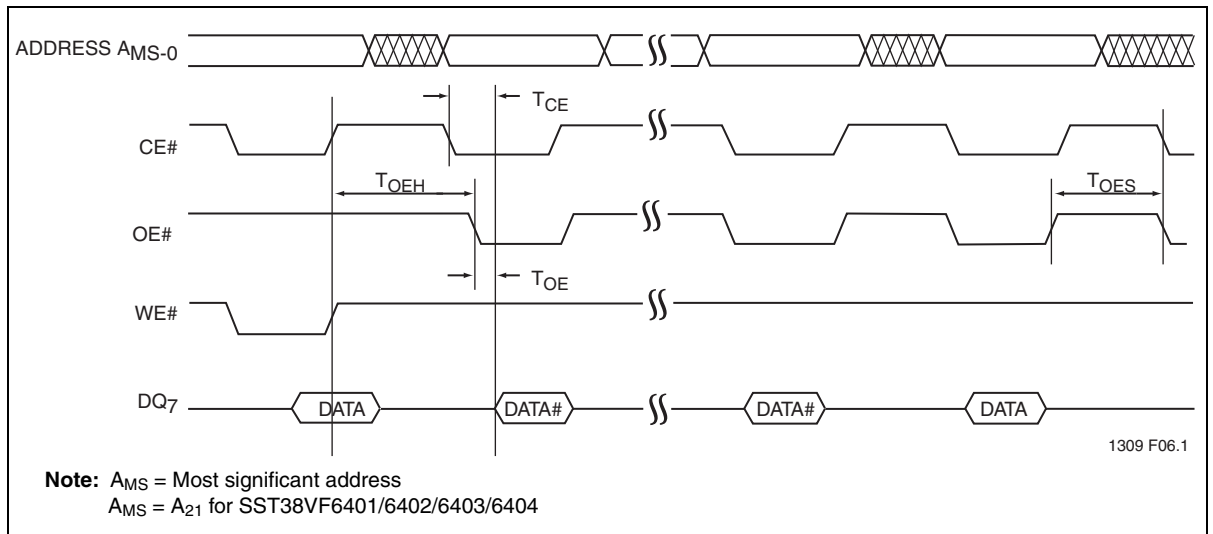 ADDRESS AMS-0
TCE
CE#
TOEH
TOES
OE#
TOE
WE#
DQ7
DATA
DATA#
DATA#
DATA
1309 F06.1
Note: AMS = Most significant address
AMS = A21 for SST38VF6401/6402/6403/6404